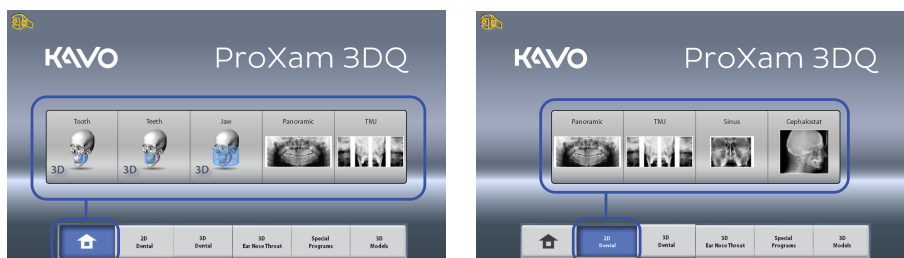 KAVO
ProXam 3DQ
Tooth
Teeth
Jaw
Panoramic
TMJ
3D
3D
3D
2D
Dental
3D
Dental
3D
Ear Nose Throat
Special
Programs
3D
Models
KAVO
ProXam 3DQ
Panoramic
TMJ
Sinus
Cephalostat
2D
Dental
3D
Dental
3D
Ear Nose Throat
Special
Programs
3D
Models